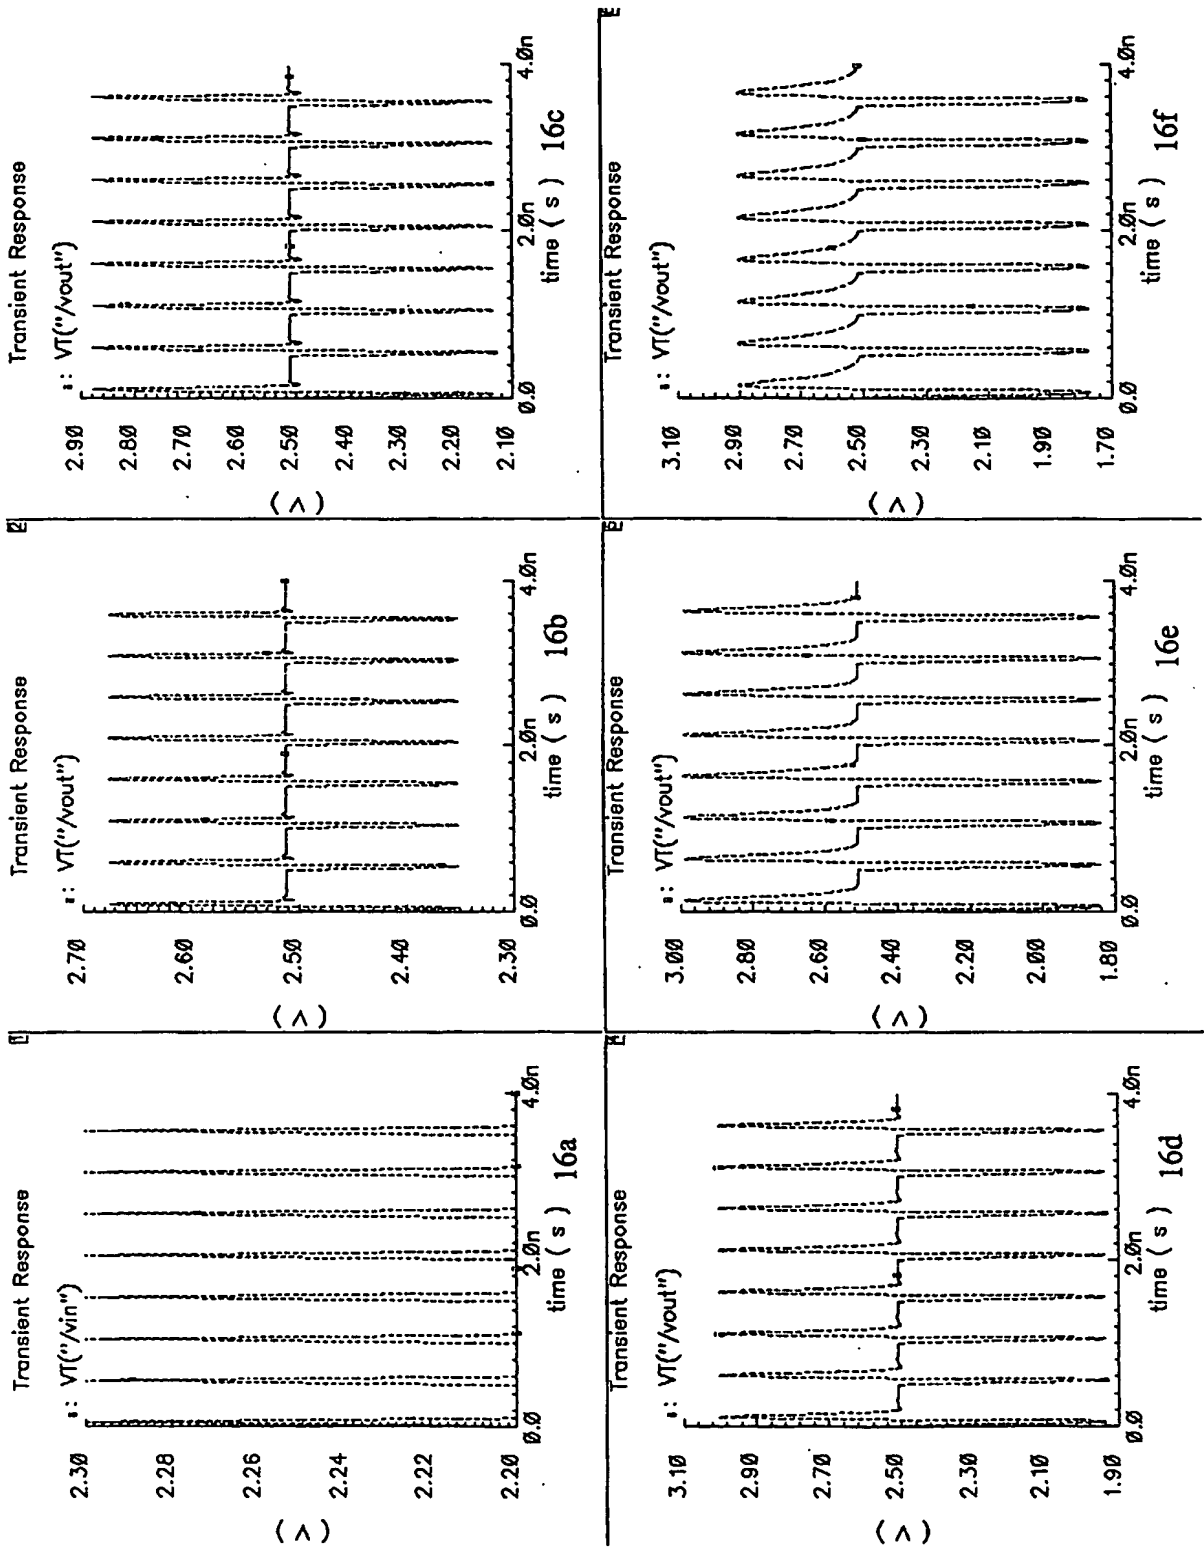 Transient Response
: VT("/vin")
2.30
2.28
2.26
2.24
2.22
2.20
( V )
0.0
2.0n
4.0n
time ( s )
16a
Transient Response
: VT("/vout")
2.70
2.60
2.50
2.40
2.30
( V )
0.0
2.0n
4.0n
time ( s )
16b
Transient Response
: VT("/vout")
2.90
2.80
2.70
2.60
2.50
2.40
2.30
2.20
2.10
( V )
0.0
2.0n
4.0n
time ( s )
16c
Transient Response
: VT("/vout")
3.10
2.90
2.70
2.50
2.30
2.10
1.90
( V )
0.0
2.0n
4.0n
time ( s )
16d
Transient Response
: VT("/vout")
3.00
2.80
2.60
2.40
2.20
2.00
1.80
( V )
0.0
2.0n
4.0n
time ( s )
16e
Transient Response
: VT("/vout")
3.10
2.90
2.70
2.50
2.30
2.10
1.90
1.70
( V )
0.0
2.0n
4.0n
time ( s )
16f